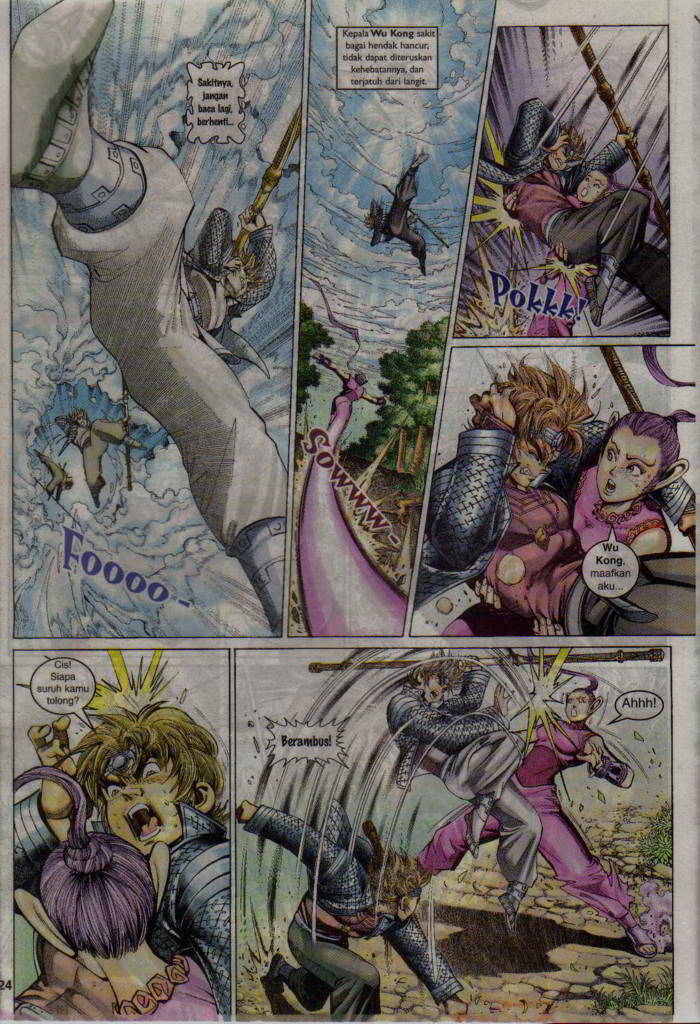 Sakitnya,
jangan
baca lagi,
berhenti...
Foooo-
Kepala Wu Kong sakit
bagai hendak hancur,
tidak dapat diteruskan
kehebatannya, dan
terjatuh dari langit.
Sowww-
Pokkk!
Wu
Kong,
maafkan
aku...
Cis!
Siapa
suruh kamu
tolong?
Berambus!
Ahhh!
24